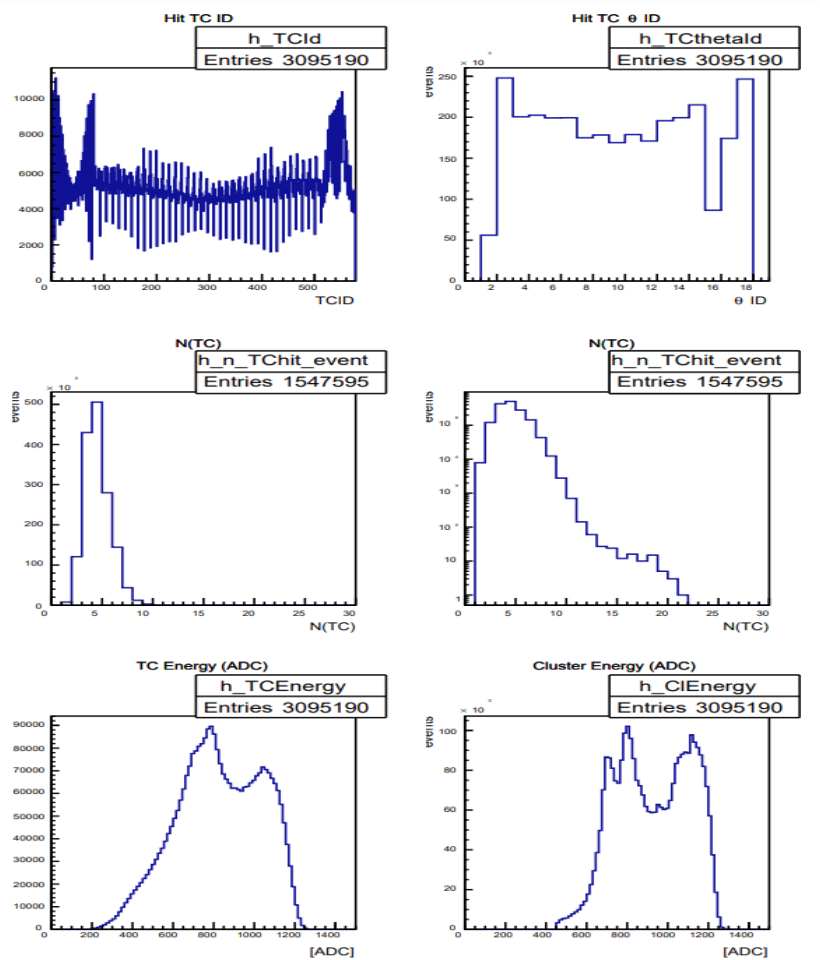 Hit TC ID
h_TCId
Entries 3095190
10000
8000
6000
4000
2000
0
0 100 200 300 400 500
TCID
Hit TC θ ID
h_TCthetaId
Entries 3095190
events
250
200
150
100
50
0
0 2 4 6 8 10 12 14 16 18
θ ID
N(TC)
h_n_TChit_event
Entries 1547595
events
500
400
300
200
100
0
0 5 10 15 20 25 30
N(TC)
N(TC)
h_n_TChit_event
Entries 1547595
events
10
1
0 5 10 15 20 25 30
N(TC)
TC Energy (ADC)
h_TCEnergy
Entries 3095190
90000
80000
70000
60000
50000
40000
30000
20000
10000
0
0 200 400 600 800 1000 1200 1400
[ADC]
Cluster Energy (ADC)
h_ClEnergy
Entries 3095190
events
100
80
60
40
20
0
0 200 400 600 800 1000 1200 1400
[ADC]